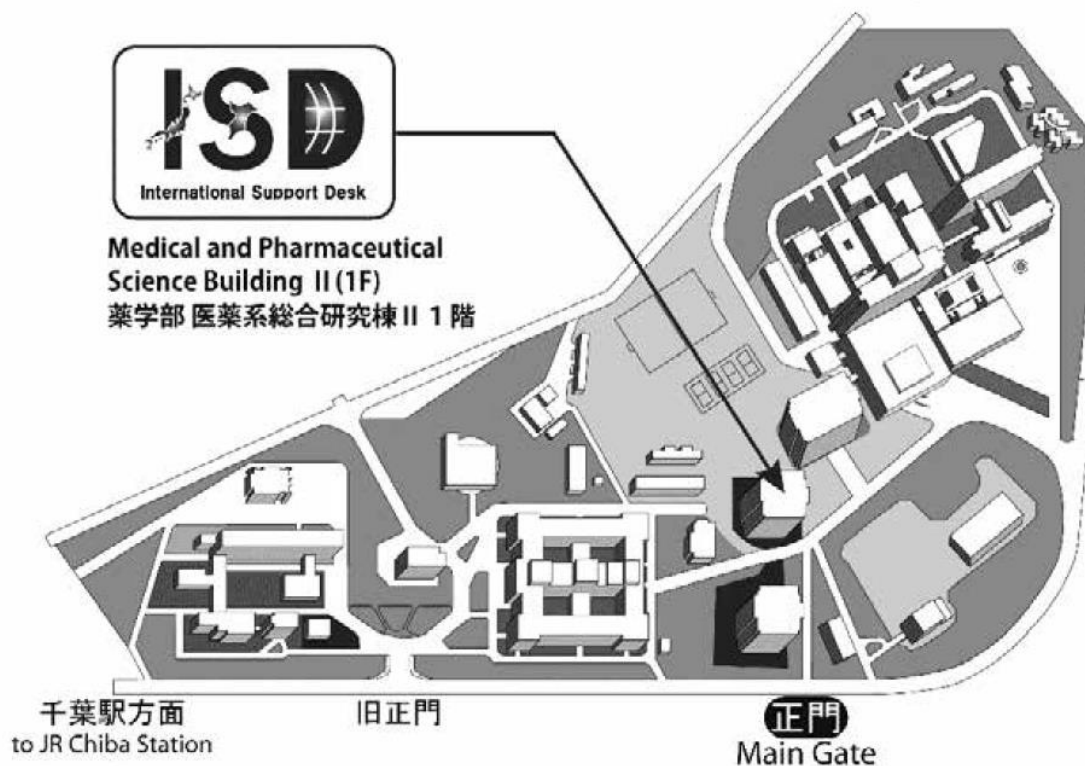 ISD
International Support Desk
Medical and Pharmaceutical
Science Building II (1F)
薬学部 医薬系総合研究棟 II 1 階
千葉駅方面
to JR Chiba Station
旧正門
正門
Main Gate